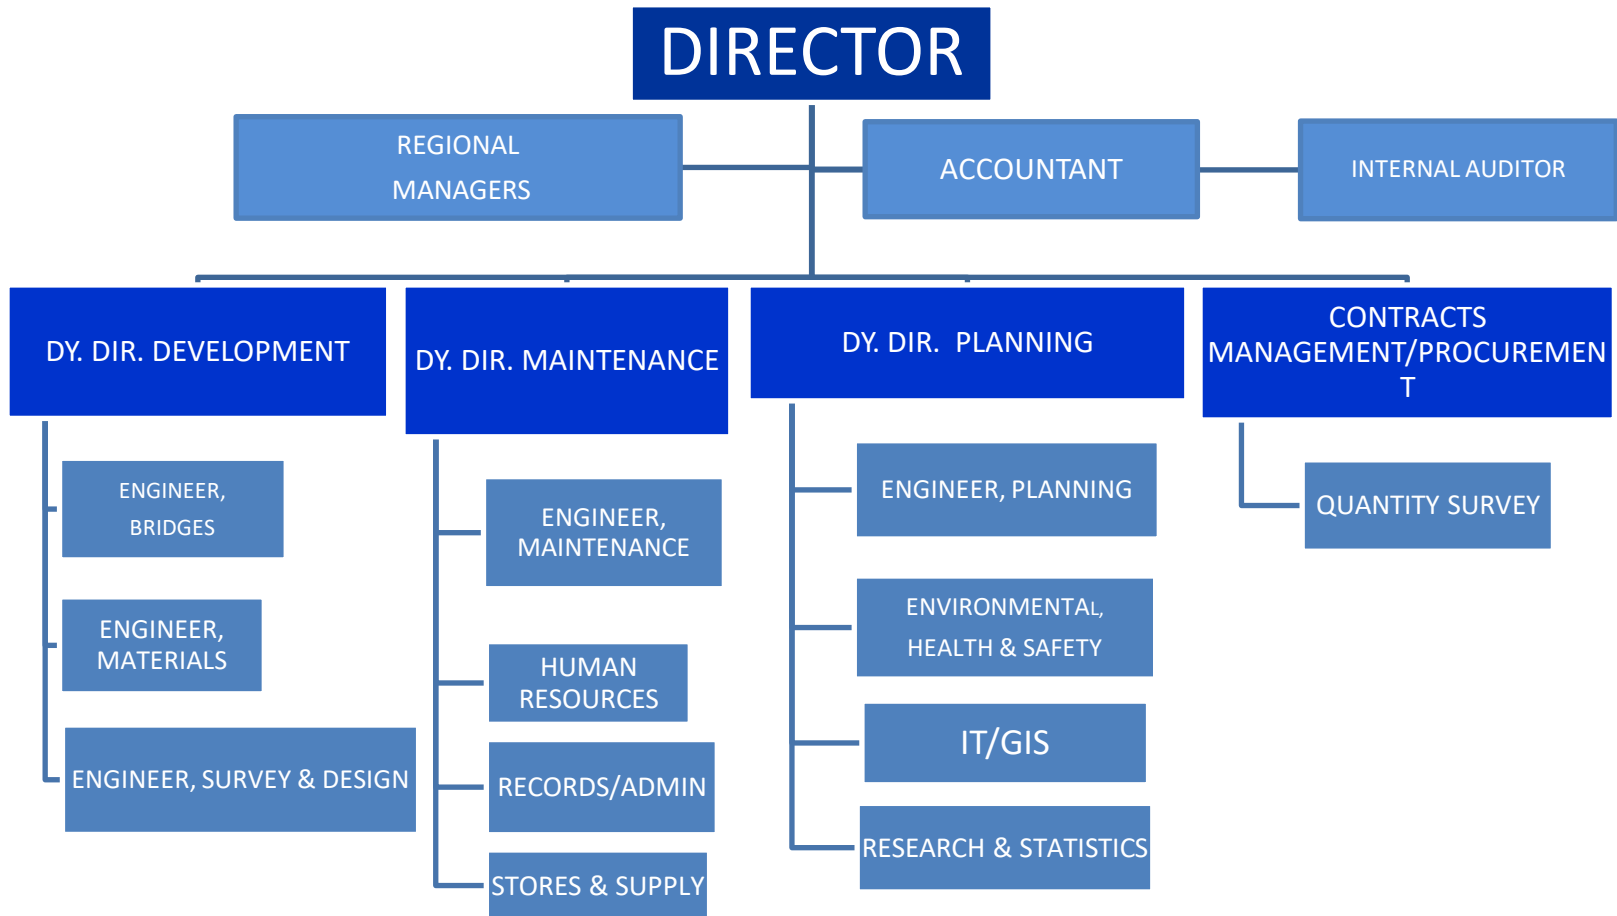 DIRECTOR
REGIONAL
MANAGERS
ACCOUNTANT
INTERNAL AUDITOR
DY. DIR. DEVELOPMENT
DY. DIR. MAINTENANCE
DY. DIR. PLANNING
CONTRACTS
MANAGEMENT/PROCUREMEN
T
ENGINEER,
BRIDGES
ENGINEER,
MATERIALS
ENGINEER, SURVEY & DESIGN
ENGINEER,
MAINTENANCE
HUMAN
RESOURCES
RECORDS/ADMIN
STORES & SUPPLY
ENGINEER, PLANNING
ENVIRONMENTAL,
HEALTH & SAFETY
IT/GIS
RESEARCH & STATISTICS
QUANTITY SURVEY